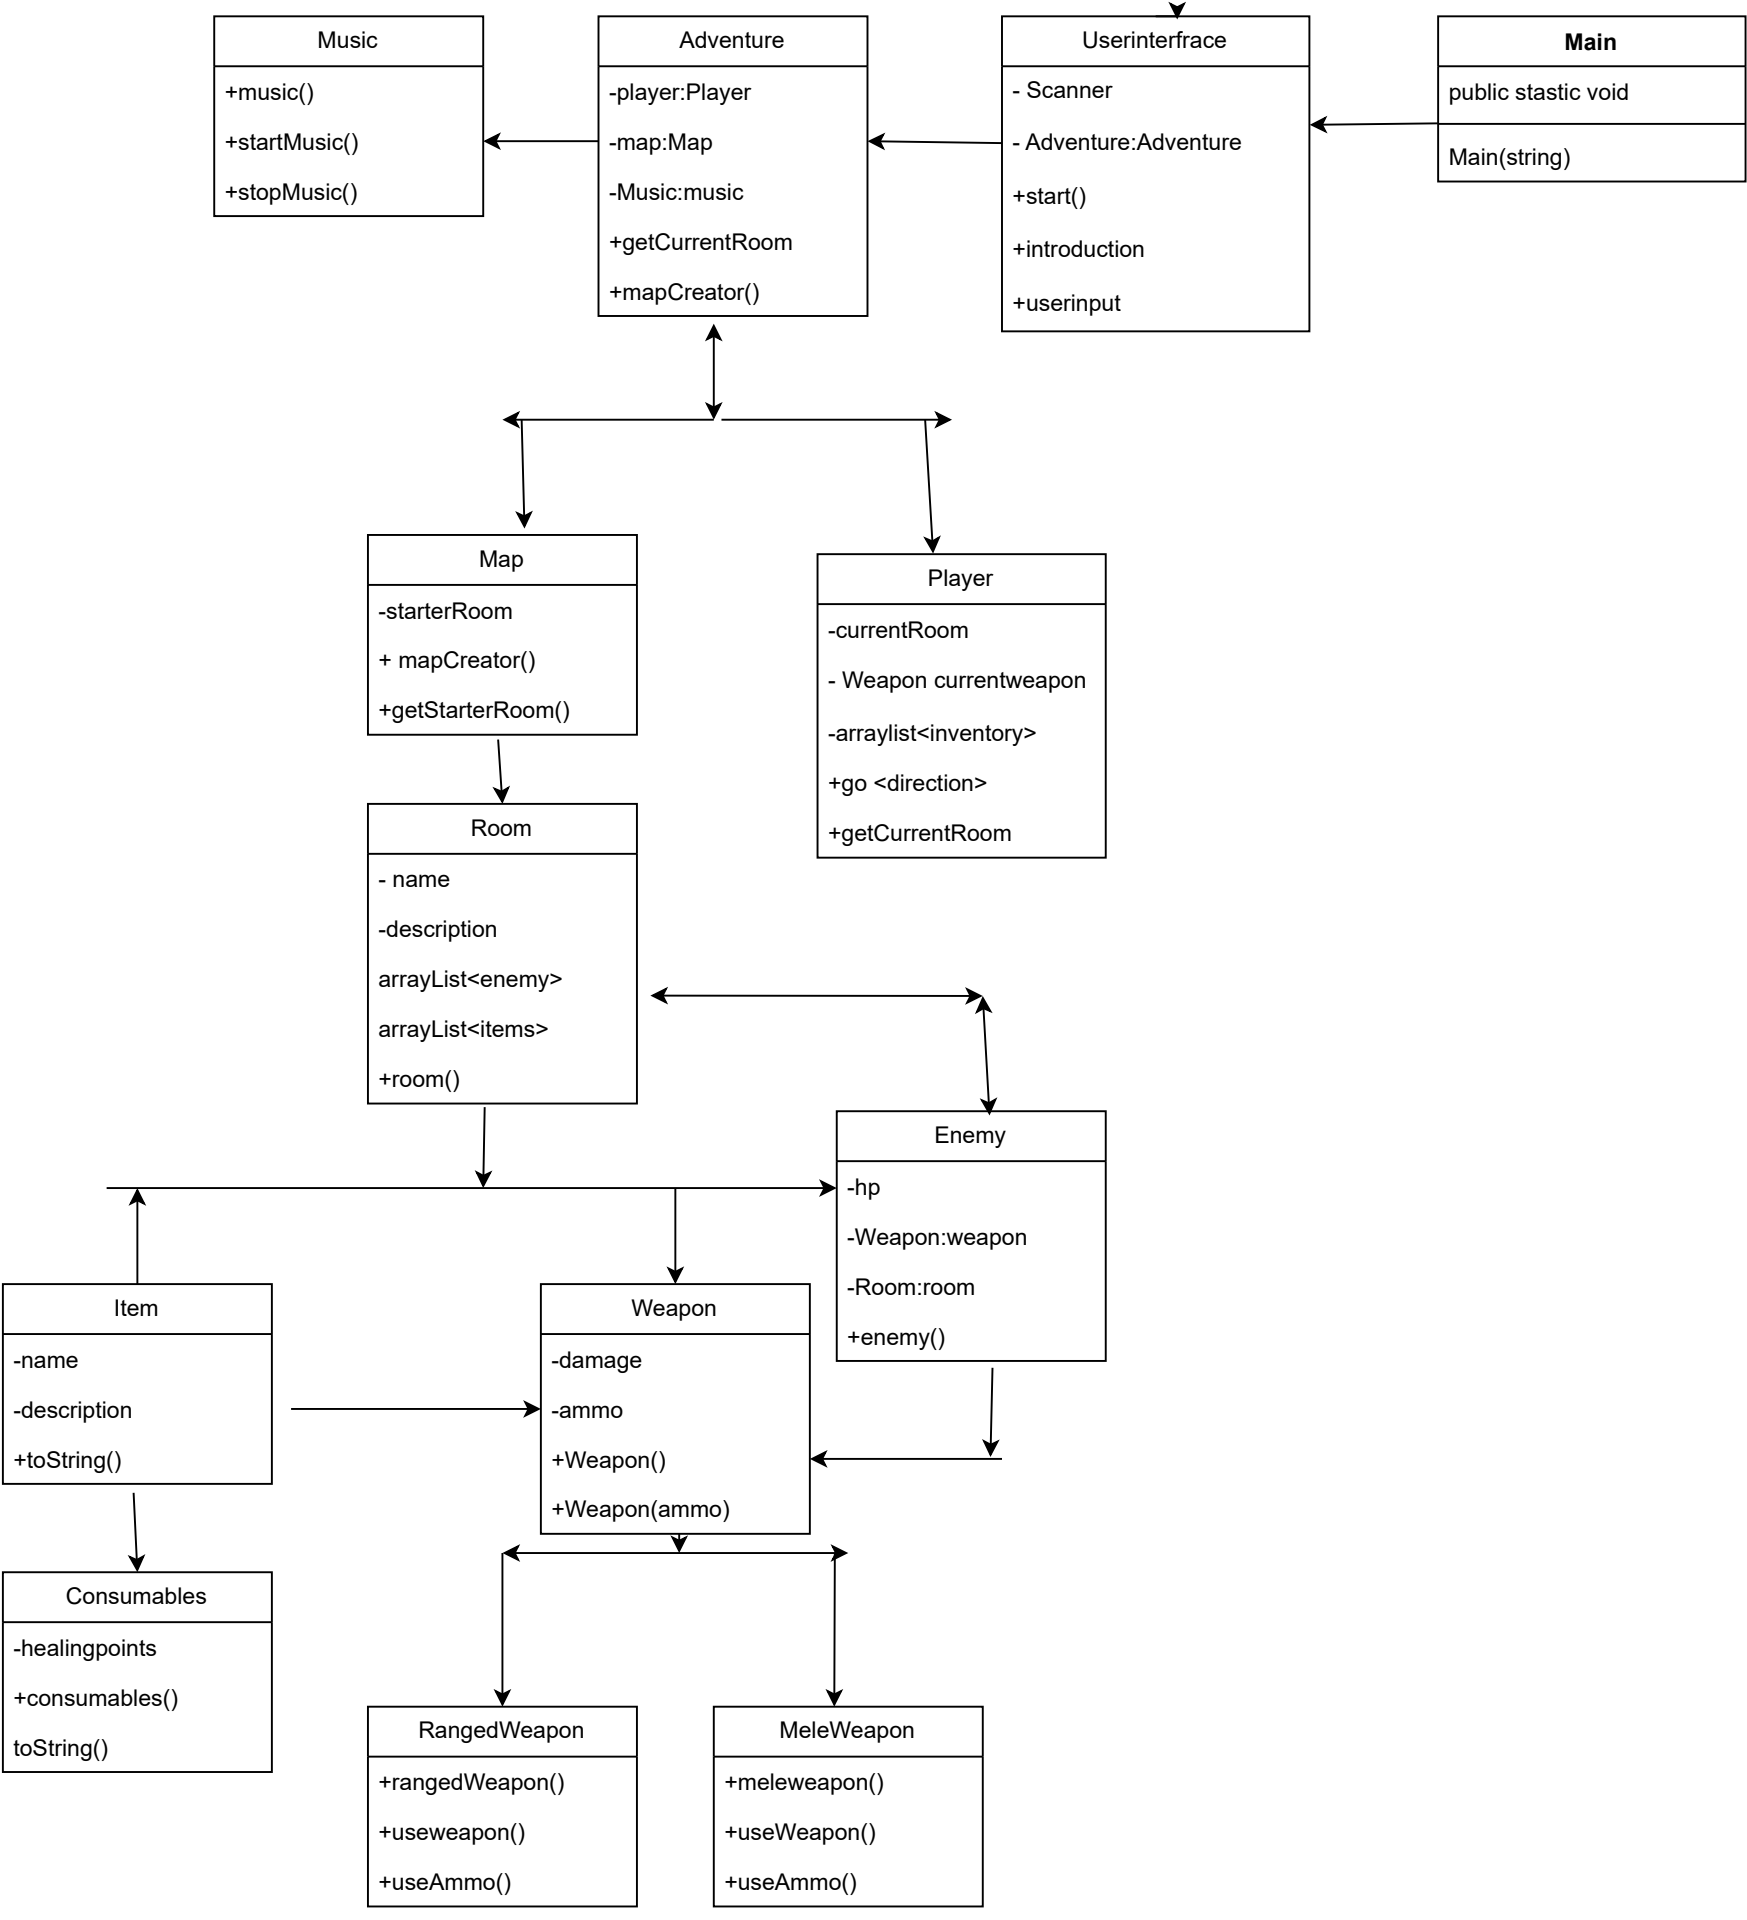 Music
+music()
+startMusic()
+stopMusic()
Adventure
-player:Player
-map:Map
-Music:music
+getCurrentRoom
+mapCreator()
Userinterfrace
- Scanner
- Adventure:Adventure
+start()
+introduction
+userinput
Main
public stastic void
Main(string)
Map
-starterRoom
+ mapCreator()
+getStarterRoom()
Player
-currentRoom
- Weapon currentweapon
-arraylist<inventory>
+go <direction>
+getCurrentRoom
Room
- name
-description
arrayList<enemy>
arrayList<items>
+room()
Enemy
-hp
-Weapon:weapon
-Room:room
+enemy()
Item
-name
-description
+toString()
Weapon
-damage
-ammo
+Weapon()
+Weapon(ammo)
Consumables
-healingpoints
+consumables()
toString()
RangedWeapon
+rangedWeapon()
+useweapon()
+useAmmo()
MeleWeapon
+meleweapon()
+useWeapon()
+useAmmo()